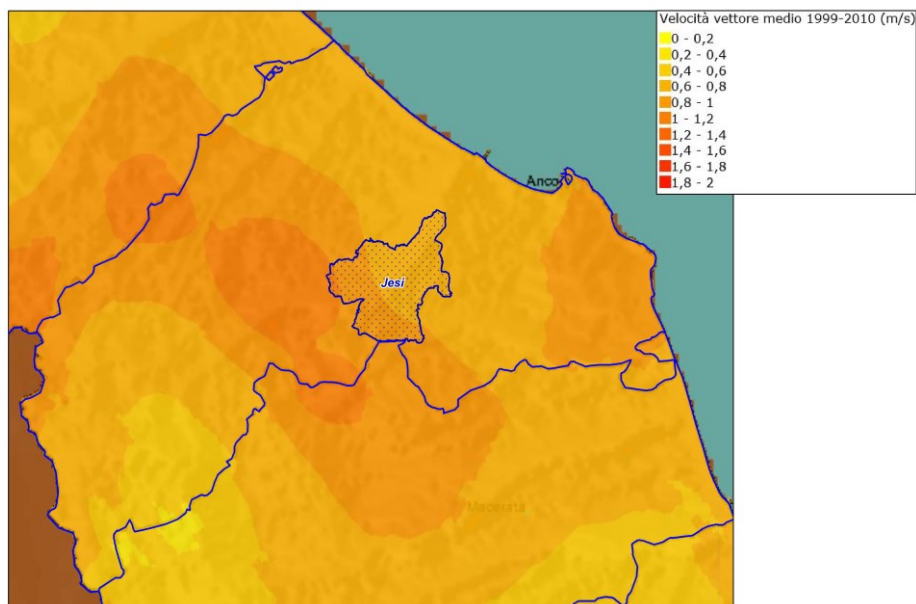 Velocità vettore medio 1999-2010 (m/s)
0 - 0,2
0,2 - 0,4
0,4 - 0,6
0,6 - 0,8
0,8 - 1
1 - 1,2
1,2 - 1,4
1,4 - 1,6
1,6 - 1,8
1,8 - 2
Anco
Jesi
Macerata